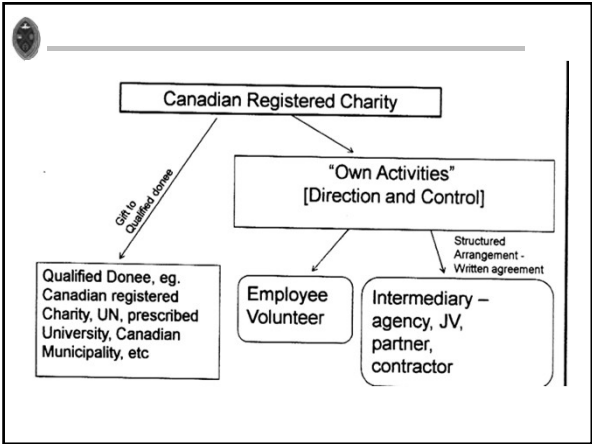 Canadian Registered Charity
Gift to
Qualified donee
"Own Activities"
[Direction and Control]
Structured
Arrangement -
Written agreement
Qualified Donee, eg.
Canadian registered
Charity, UN, prescribed
University, Canadian
Municipality, etc
Employee
Volunteer
Intermediary –
agency, JV,
partner,
contractor